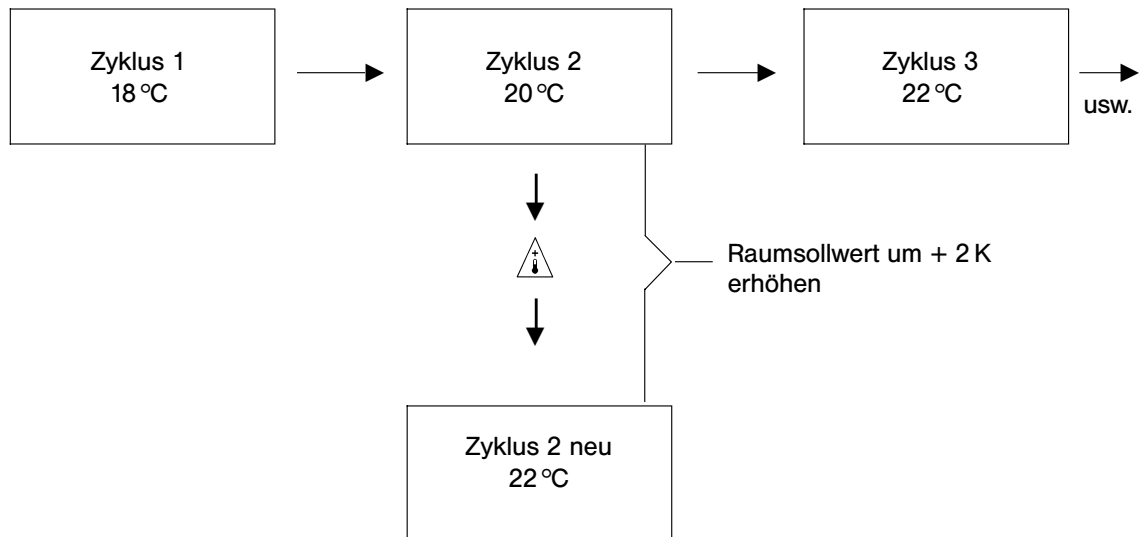 Zyklus 1
18 °C
Zyklus 2
20 °C
Zyklus 3
22 °C
usw.
+
Raumsollwert um + 2 K
erhöhen
Zyklus 2 neu
22 °C